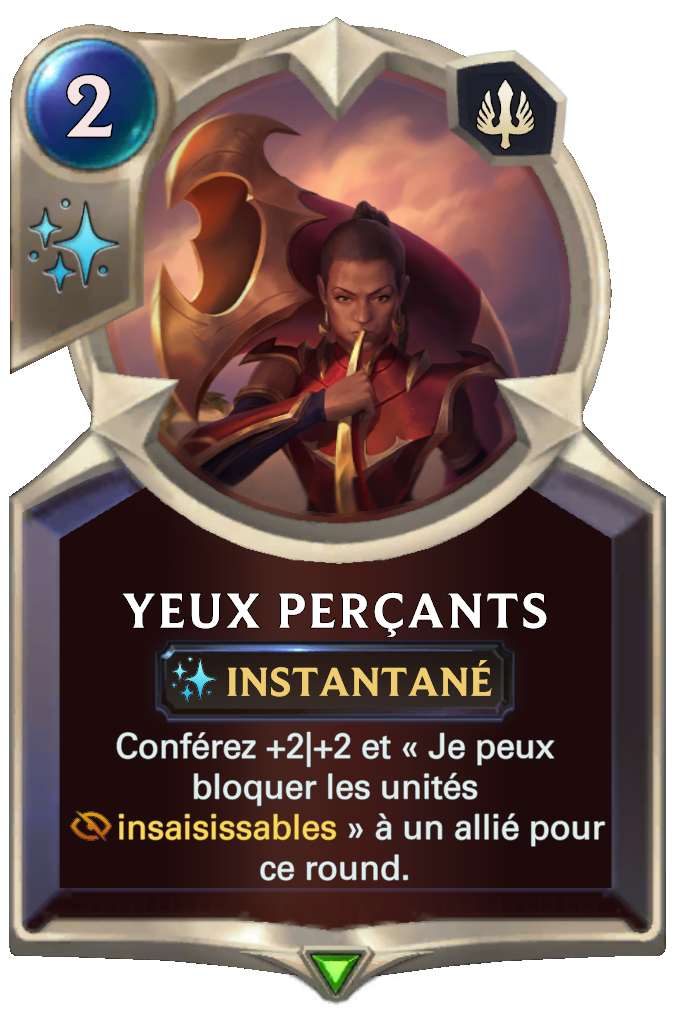 2
YEUX PERÇANTS
INSTANTANÉ
Conférez +2|+2 et « Je peux
bloquer les unités
insaisissables » à un allié pour
ce round.